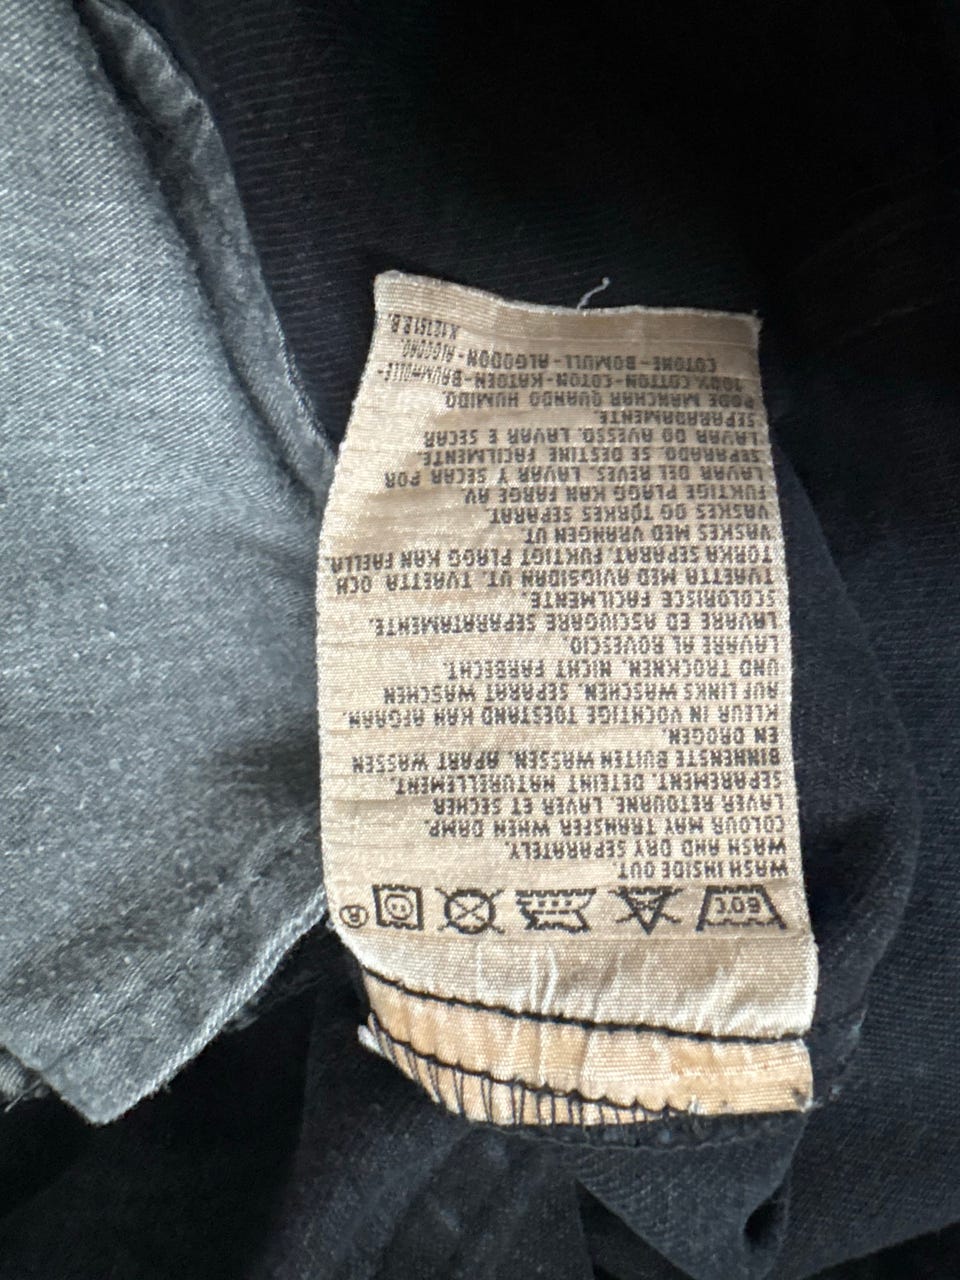 60°
®
WASH INSIDE OUT.
WASH AND DRY SEPARATELY.
COLOUR MAY TRANSFER WHEN DAMP.
LAVER RETOURNE. LAVER ET SECHER
SEPAREMENT. DETEINT NATURELLEMENT.
BINNENSTE BUITEN WASSEN. APART WASSEN
EN DROGEN.
KLEUR IN VOCHTIGE TOESTAND KAN AFGAAN.
AUF LINKS WASCHEN. SEPARAT WASCHEN
UND TROCKNEN. NICHT FARBECHT.
LAVARE AL ROVESCIO
LAVARE ED ASCIUGARE SEPARATAMENTE.
SCOLORISCE FACILMENTE.
TVAETTA MED AVIGSIDAN UT. TVAETTA OCH
TORKA SEPARAT. FUKTIGT PLAGG KAN FAELLA.
VASKES MED VRANGEN UT
VASKES OG TØRKES SEPARAT.
FUKTIGE PLAGG KAN FARGE AV.
LAVAR DEL REVES. LAVAR Y SECAR POR
SEPARADO. SE DESTINE FACILMENTE.
LAVAR DO AVESSO. LAVAR E SECAR
SEPARADAMENTE.
PODE MANCHAR QUANDO HUMIDO.
100% COTTON-COTON-KATOEN-BAUMWOLLE-
COTONE-BOMULL-ALGODON-ALGODAO.